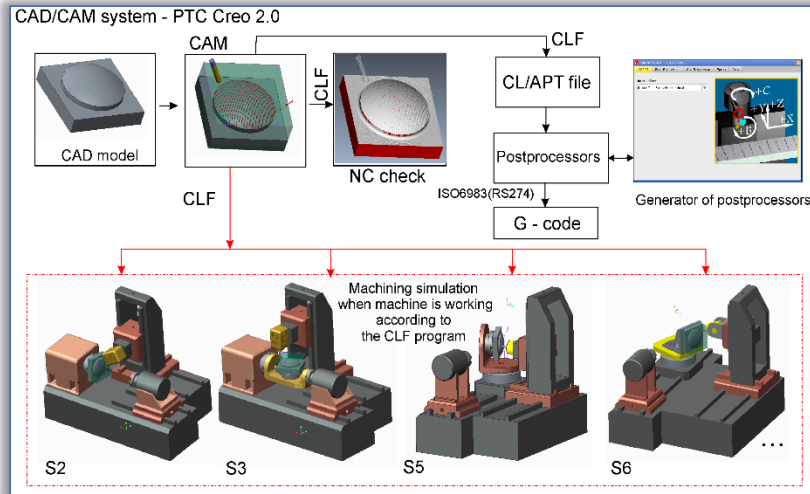 CAD/CAM system - PTC Creo 2.0
CAM
CLF
CLF
CL/APT file
CAD model
NC check
Postprocessors
ISO6983(RS274)
Generator of postprocessors
CLF
G - code
Machining simulation
when machine is working
according to
the CLF program
S2
S3
S5
S6
...
+C
+Y
+Z
+X
+B